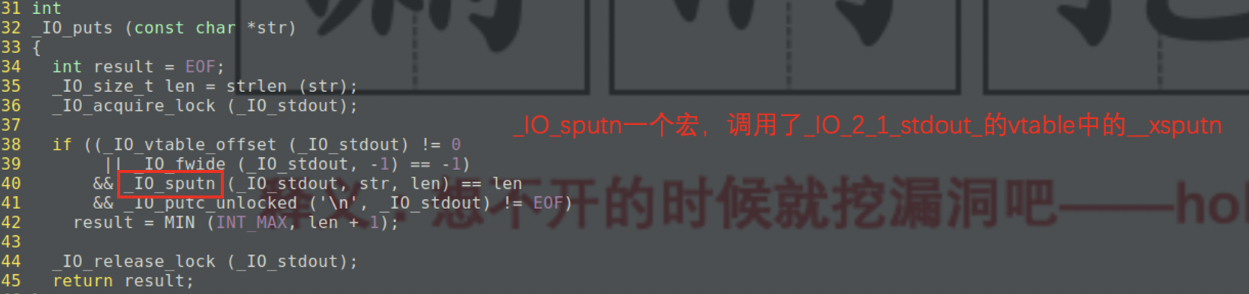 31 int
32 _IO_puts (const char *str)
33 {
34   int result = EOF;
35   _IO_size_t len = strlen (str);
36   _IO_acquire_lock (_IO_stdout);
37
_IO_sputn一个宏，调用了_IO_2_1_stdout_的vtable中的__xsputn
38   if ((_IO_vtable_offset (_IO_stdout) != 0
39        || _IO_fwide (_IO_stdout, -1) == -1)
40       && _IO_sputn (_IO_stdout, str, len) == len
41       && _IO_putc_unlocked ('\n', _IO_stdout) != EOF)
42     result = MIN (INT_MAX, len + 1);
43
44   _IO_release_lock (_IO_stdout);
45   return result;
不开的时候就挖漏洞吧——hol